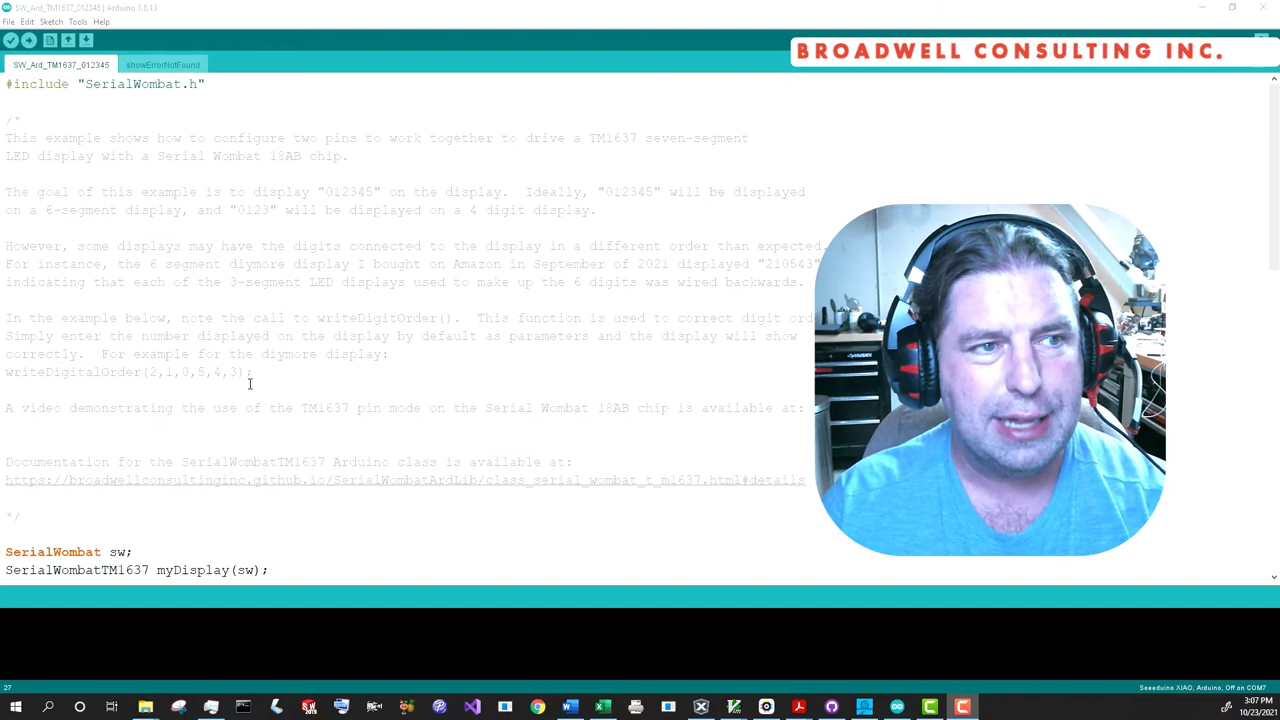 SW_Ard_TM1637_012345 | Arduino 1.8.13
File Edit Sketch Tools Help
BROADWELL CONSULTING INC.
SW_Ard_TM1637_012345 showErrorNotFound
#include "SerialWombat.h"
/*
This example shows how to configure two pins to work together to drive a TM1637 seven-segment
LED display with a Serial Wombat 18AB chip.
The goal of this example is to display "012345" on the display. Ideally, "012345" will be displayed
on a 6-segment display, and "0123" will be displayed on a 4 digit display.
However, some displays may have the digits connected to the display in a different order than expected.
For instance, the 6 segment diymore display I bought on Amazon in September of 2021 displayed "210543"
indicating that each of the 3-segment LED displays used to make up the 6 digits was wired backwards.
In the example below, note the call to writeDigitOrder(). This function is used to correct digit ord
Simply enter the number displayed on the display by default as parameters and the display will show
correctly. For example for the diymore display:
writeDigitalOrder(2,1,0,5,4,3);
A video demonstrating the use of the TM1637 pin mode on the Serial Wombat 18AB chip is available at:
Documentation for the SerialWombatTM1637 Arduino class is available at:
https://broadwellconsultinginc.github.io/SerialWombatArdLib/class_serial_wombat_t_m1637.html#details
*/
SerialWombat sw;
SerialWombatTM1637 myDisplay(sw);
27
Seeeduino XIAO, Arduino, Off on COM7
3:07 PM
10/23/2021